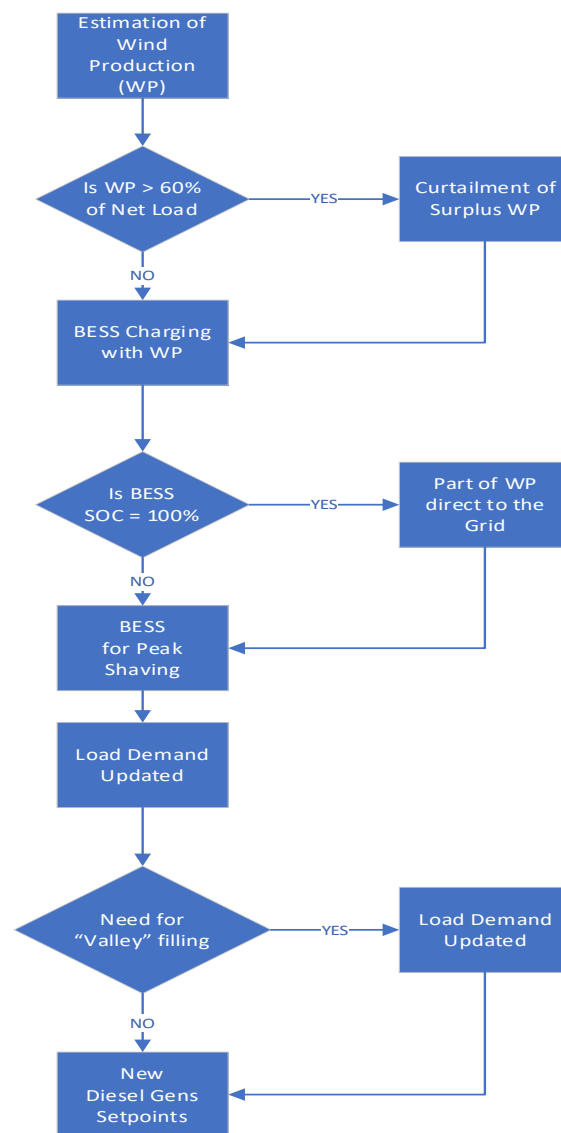 Estimation of
Wind
Production
(WP)
Is WP > 60%
of Net Load
YES
Curtailment of
Surplus WP
NO
BESS Charging
with WP
Is BESS
SOC = 100%
YES
Part of WP
direct to the
Grid
NO
BESS
for Peak
Shaving
Load Demand
Updated
Need for
“Valley” filling
YES
Load Demand
Updated
NO
New
Diesel Gens
Setpoints